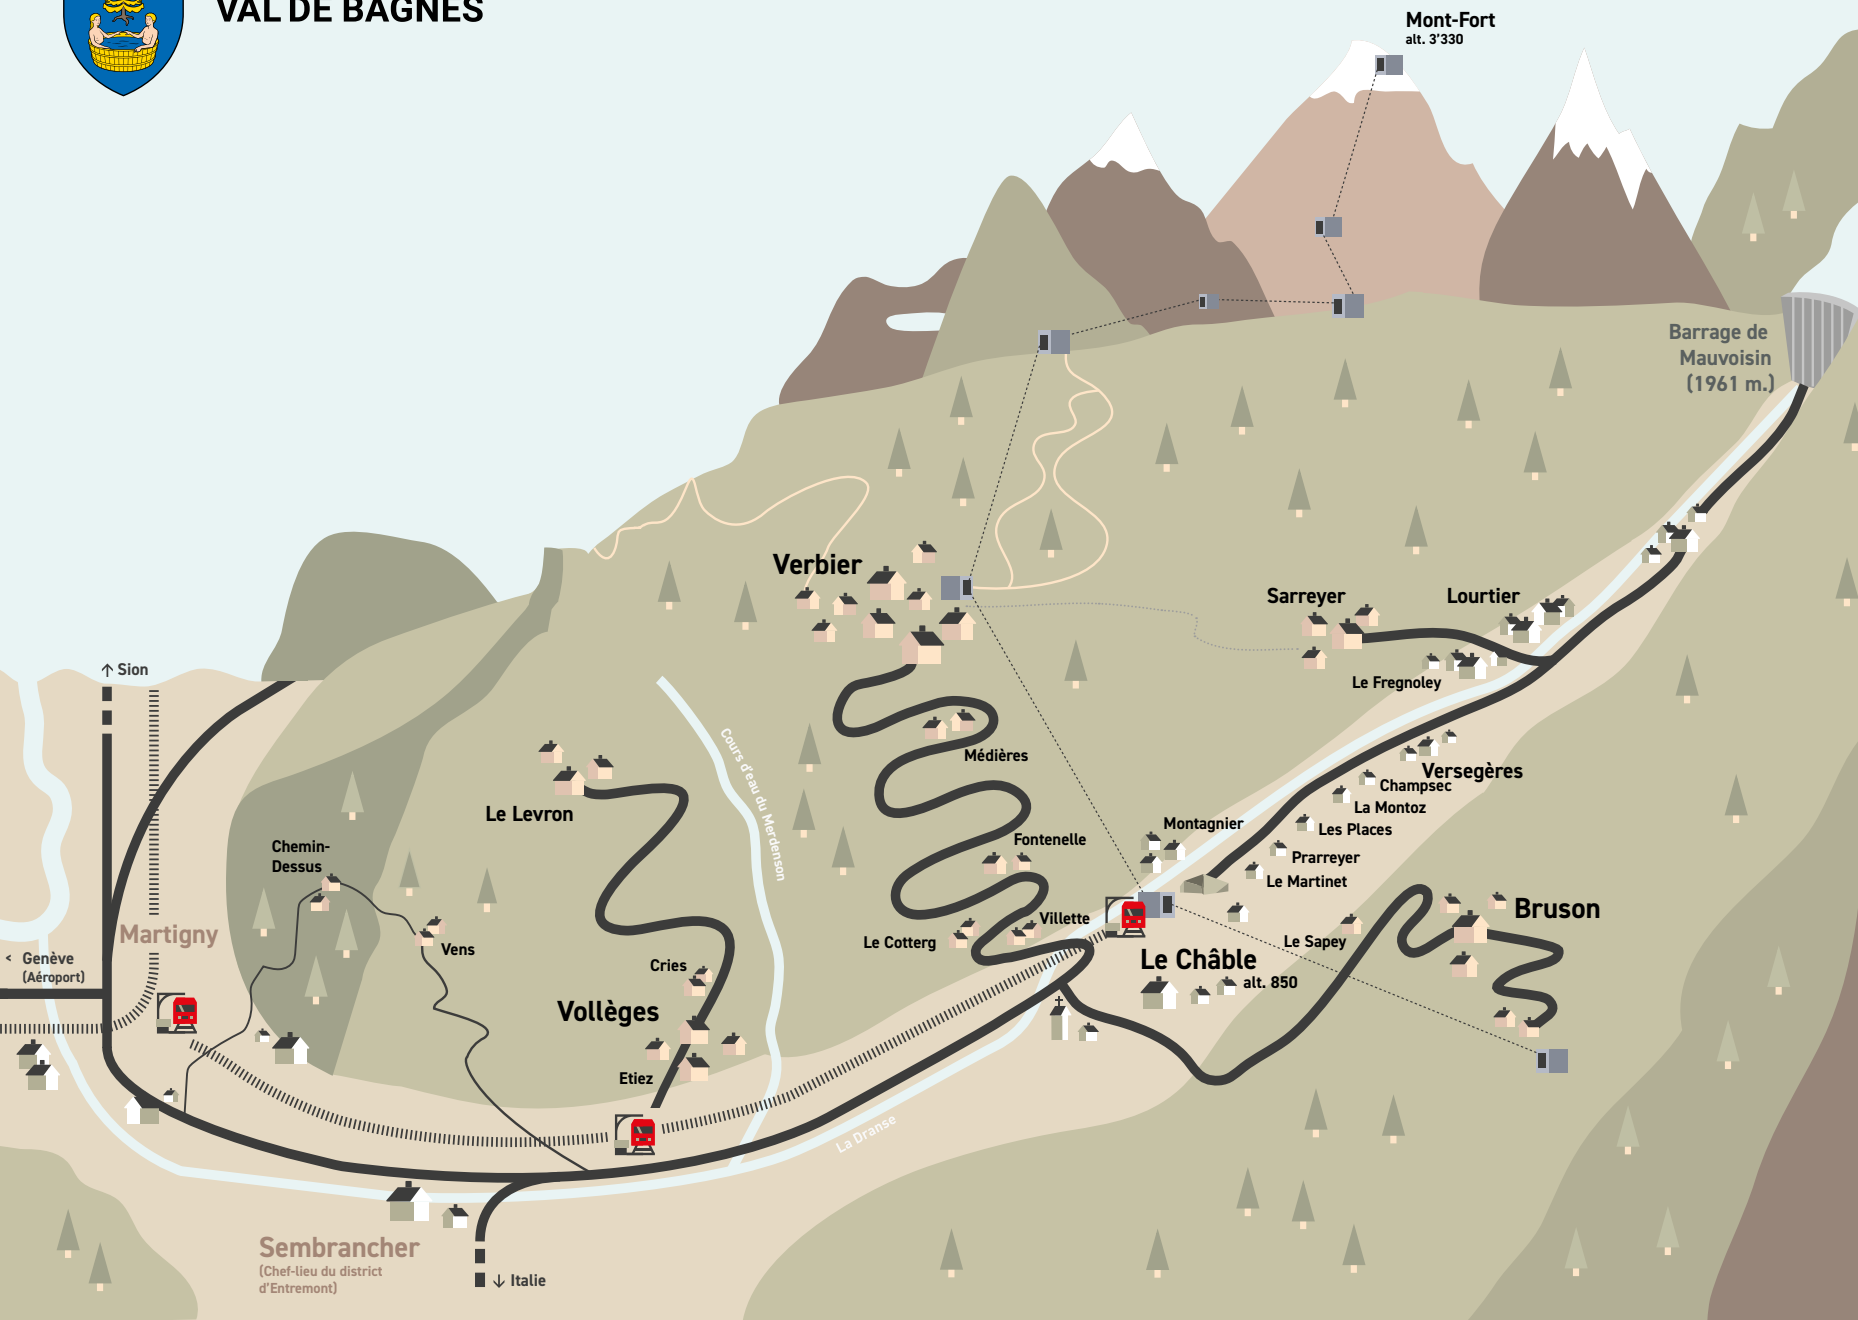 VAL DE BAGNES
Mont-Fort
alt. 3'330
Barrage de
Mauvoisin
(1961 m.)
Verbier
Sarreyer
Lourtier
Le Fregnoley
↑ Sion
Cours d'eau du Merdenson
Médières
Versegères
Champsec
La Montoz
Les Places
Prarreyer
Le Martinet
Montagnier
Fontenelle
Le Levron
Chemin-
Dessus
Vens
Martigny
< Genève
(Aéroport)
Cries
Vollèges
Etiez
Le Cotterg
Villette
Le Châble
alt. 850
Le Sapey
Bruson
La Dranse
Sembrancher
(Chef-lieu du district
d'Entremont)
↓ Italie